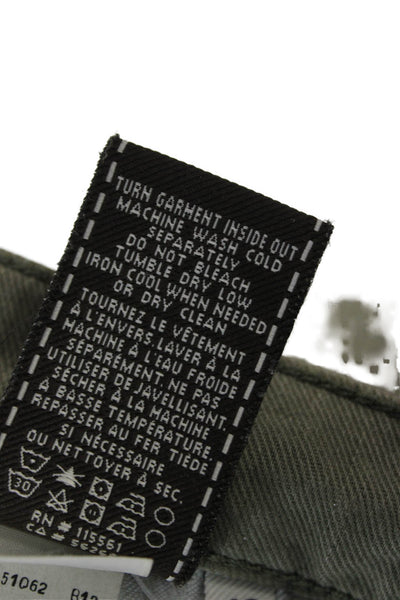 TURN GARMENT INSIDE OUT
MACHINE WASH COLD
SEPARATELY
DO NOT BLEACH
TUMBLE DRY LOW
IRON COOL WHEN NEEDED
OR DRY CLEAN
TOURNEZ LE VÊTEMENT
À L'ENVERS. LAVER À LA
MACHINE À L'EAU FROIDE
SÉPARÉMENT. NE PAS
UTILISER DE JAVELLISANT.
SÉCHER À LA MACHINE
À BASSE TEMPÉRATURE.
REPASSER AU FER TIÈDE
SI NÉCESSAIRE
OU NETTOYER À SEC.
30
RN # 115561
CA #
51062